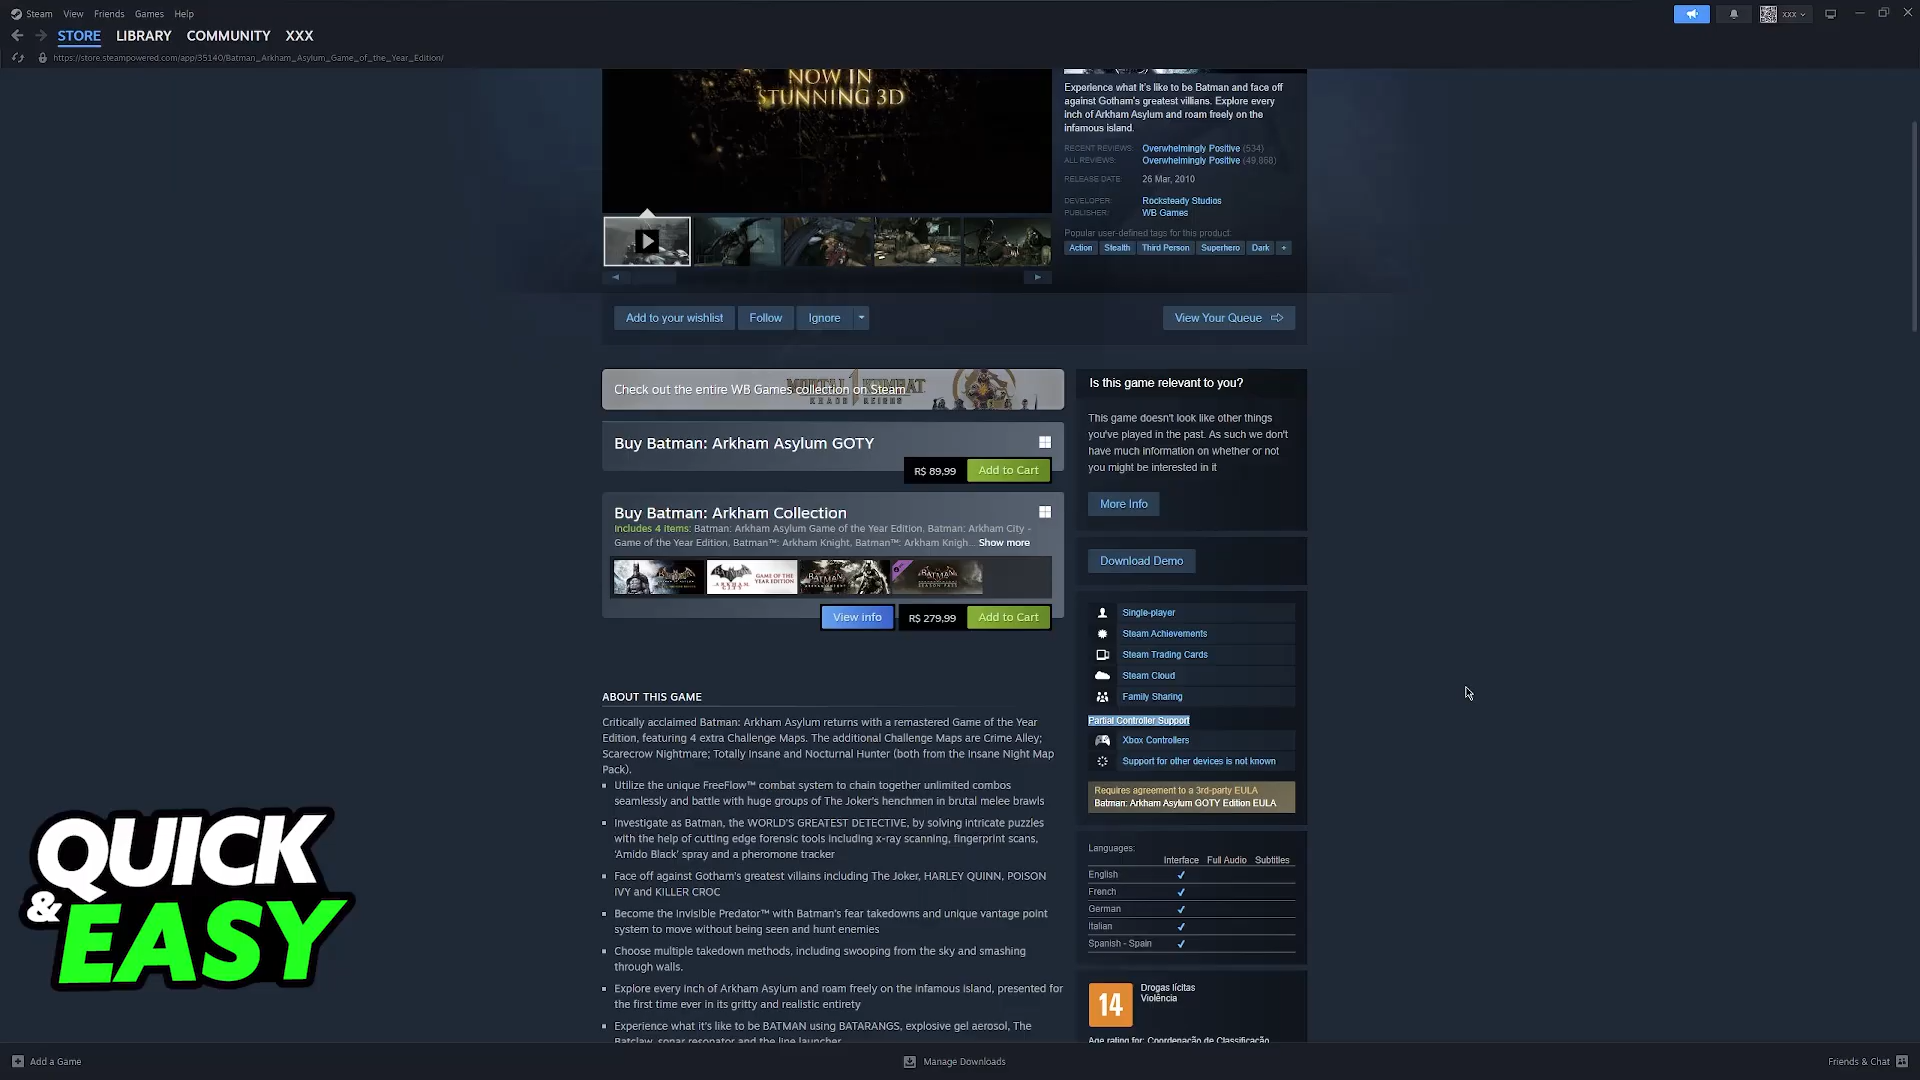 Steam View Friends Games Help
xxx
STORE LIBRARY COMMUNITY XXX
https://store.steampowered.com/app/35140/Batman_Arkham_Asylum_Game_of_the_Year_Edition/
NOW IN
STUNNING 3D
Experience what it's like to be Batman and face off
against Gotham's greatest villians. Explore every
inch of Arkham Asylum and roam freely on the
infamous island.
RECENT REVIEWS: Overwhelmingly Positive (534)
ALL REVIEWS: Overwhelmingly Positive (49,868)
RELEASE DATE: 26 Mar, 2010
DEVELOPER: Rocksteady Studios
PUBLISHER: WB Games
Popular user-defined tags for this product:
Action Stealth Third Person Superhero Dark +
Add to your wishlist Follow Ignore View Your Queue
Check out the entire WB Games collection on Steam
MORTAL KOMBAT 1
KHAOS REIGNS
Buy Batman: Arkham Asylum GOTY
R$ 89,99 Add to Cart
Buy Batman: Arkham Collection
Includes 4 items: Batman: Arkham Asylum Game of the Year Edition, Batman: Arkham City -
Game of the Year Edition, Batman™: Arkham Knight, Batman™: Arkham Knigh... Show more
View info R$ 279,99 Add to Cart
ABOUT THIS GAME
Critically acclaimed Batman: Arkham Asylum returns with a remastered Game of the Year
Edition, featuring 4 extra Challenge Maps. The additional Challenge Maps are Crime Alley;
Scarecrow Nightmare; Totally Insane and Nocturnal Hunter (both from the Insane Night Map
Pack).
Utilize the unique FreeFlow™ combat system to chain together unlimited combos
seamlessly and battle with huge groups of The Joker's henchmen in brutal melee brawls
Investigate as Batman, the WORLD'S GREATEST DETECTIVE, by solving intricate puzzles
with the help of cutting edge forensic tools including x-ray scanning, fingerprint scans,
'Amido Black' spray and a pheromone tracker
Face off against Gotham's greatest villains including The Joker, HARLEY QUINN, POISON
IVY and KILLER CROC
Become the Invisible Predator™ with Batman's fear takedowns and unique vantage point
system to move without being seen and hunt enemies
Choose multiple takedown methods, including swooping from the sky and smashing
through walls.
Explore every inch of Arkham Asylum and roam freely on the infamous island, presented for
the first time ever in its gritty and realistic entirety
Experience what it's like to be BATMAN using BATARANGS, explosive gel aerosol, The
Batclaw, sonar resonator and the line launcher
Is this game relevant to you?
This game doesn't look like other things
you've played in the past. As such we don't
have much information on whether or not
you might be interested in it
More Info
Download Demo
Single-player
Steam Achievements
Steam Trading Cards
Steam Cloud
Family Sharing
Partial Controller Support
Xbox Controllers
Support for other devices is not known
Requires agreement to a 3rd-party EULA
Batman: Arkham Asylum GOTY Edition EULA
Languages:
Interface Full Audio Subtitles
English
French
German
Italian
Spanish - Spain
14
Drogas lícitas
Violência
Age rating for: Coordenação de Classificação
QUICK
& EASY
Add a Game Manage Downloads Friends & Chat